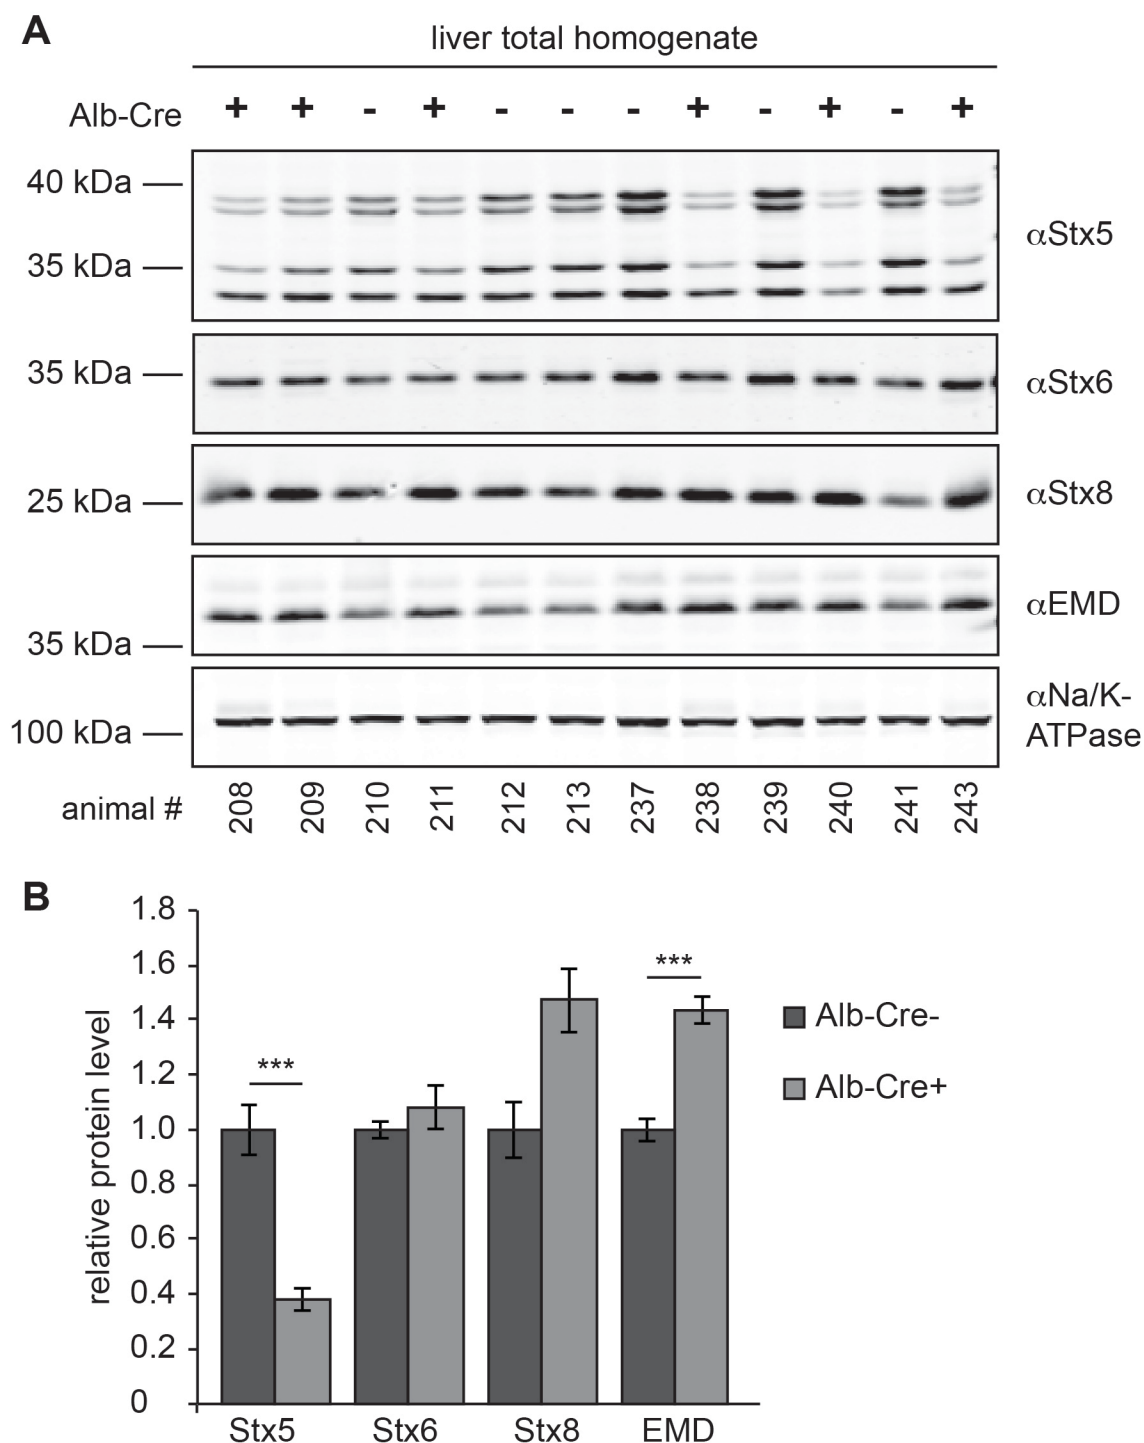 A
liver total homogenate
Alb-Cre + + - + - - - + - + - +
40 kDa
35 kDa
αStx5
35 kDa
αStx6
25 kDa
αStx8
35 kDa
αEMD
100 kDa
αNa/K-
ATPase
animal # 208 209 210 211 212 213 237 238 239 240 241 243
B
relative protein level
1.8
1.6
1.4
1.2
1.0
0.8
0.6
0.4
0.2
0
***
***
Alb-Cre-
Alb-Cre+
Stx5 Stx6 Stx8 EMD